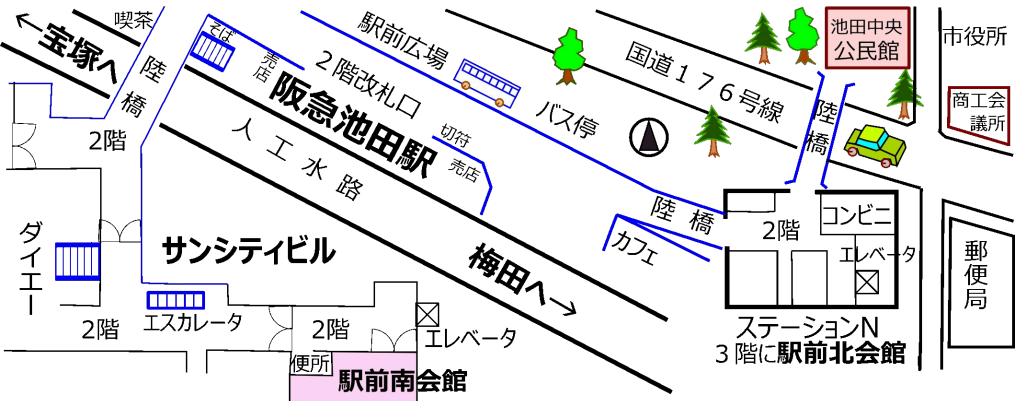 ←宝塚へ
喫茶
陸橋
2階
そば
売店
駅前広場
2階改札口
阪急池田駅
切符
売店
人工水路
バス停
国道176号線
池田中央
公民館
市役所
商工会
議所
陸橋
陸橋
カフェ
コンビニ
2階
エレベータ
郵便局
ステーションN
3階に駅前北会館
ダイエー
サンシティビル
梅田へ→
2階
エスカレータ
2階
エレベータ
便所
駅前南会館